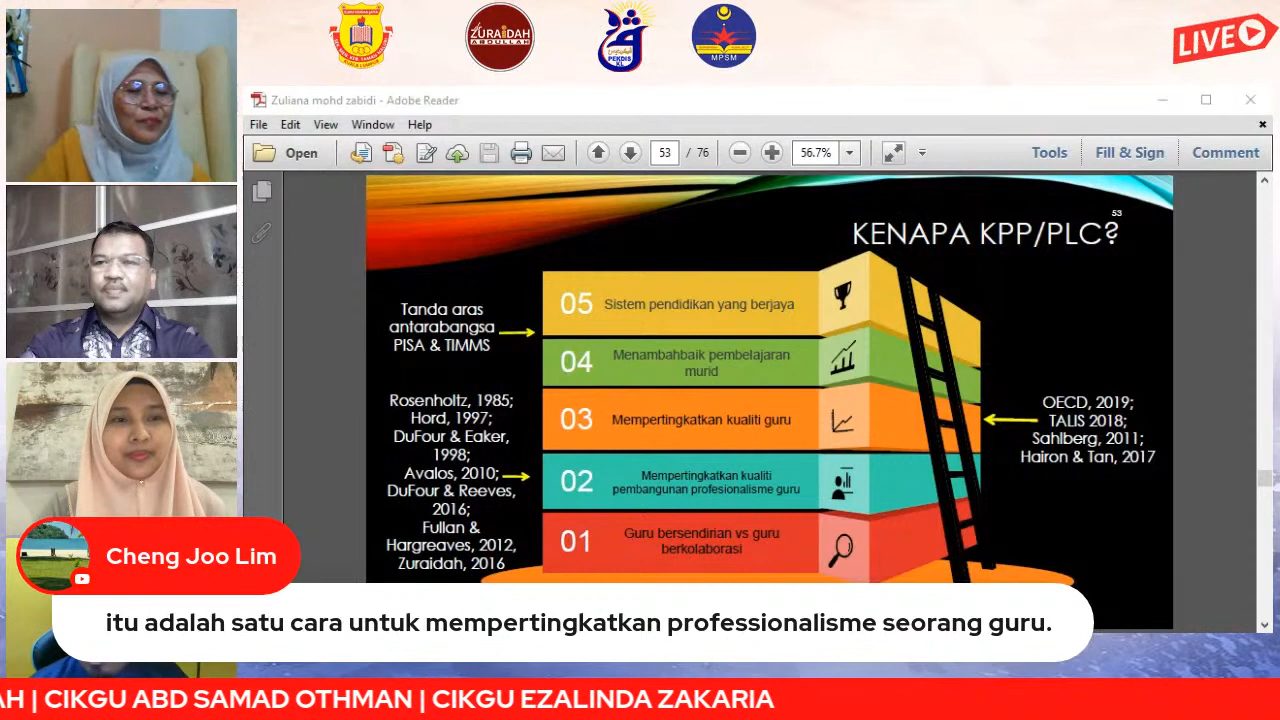 ZURAIDAH
ABDULLAH
PEKDIS
KL
MPSM
LIVE
Zuliana mohd zabidi - Adobe Reader
File Edit View Window Help
Open
53 / 76
56.7%
Tools Fill & Sign Comment
53
KENAPA KPP/PLC?
Tanda aras
antarabangsa
PISA & TIMMS
Rosenholtz, 1985;
Hord, 1997;
DuFour & Eaker,
1998;
Avalos, 2010;
DuFour & Reeves,
2016;
Fullan &
Hargreaves, 2012,
Zuraidah, 2016
05 Sistem pendidikan yang berjaya
04 Menambahbaik pembelajaran
murid
03 Mempertingkatkan kualiti guru
02 Mempertingkatkan kualiti
pembangunan profesionalisme guru
01 Guru bersendirian vs guru
berkolaborasi
OECD, 2019;
TALIS 2018;
Sahlberg, 2011;
Hairon & Tan, 2017
Cheng Joo Lim
itu adalah satu cara untuk mempertingkatkan professionalisme seorang guru.
AH | CIKGU ABD SAMAD OTHMAN | CIKGU EZALINDA ZAKARIA